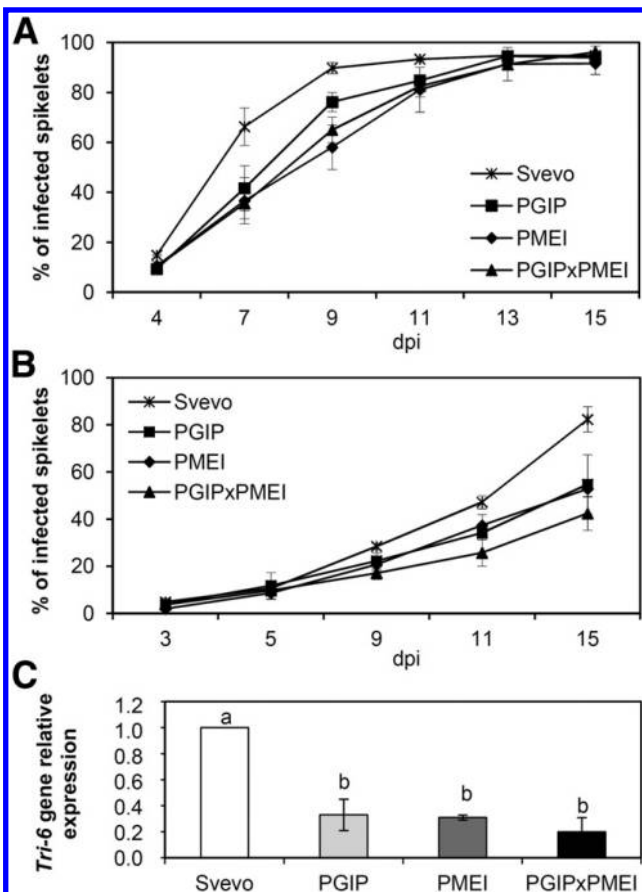 A
100
80
60
40
20
0
% of infected spikelets
Svevo
PGIP
PMEI
PGIPxPMEI
4 7 9 11 13 15
dpi
B
100
80
60
40
20
0
% of infected spikelets
Svevo
PGIP
PMEI
PGIPxPMEI
3 5 9 11 15
dpi
C
1.2
1.0
0.8
0.6
0.4
0.2
0.0
Tri-6 gene relative
expression
a
b
b
b
Svevo PGIP PMEI PGIPxPMEI